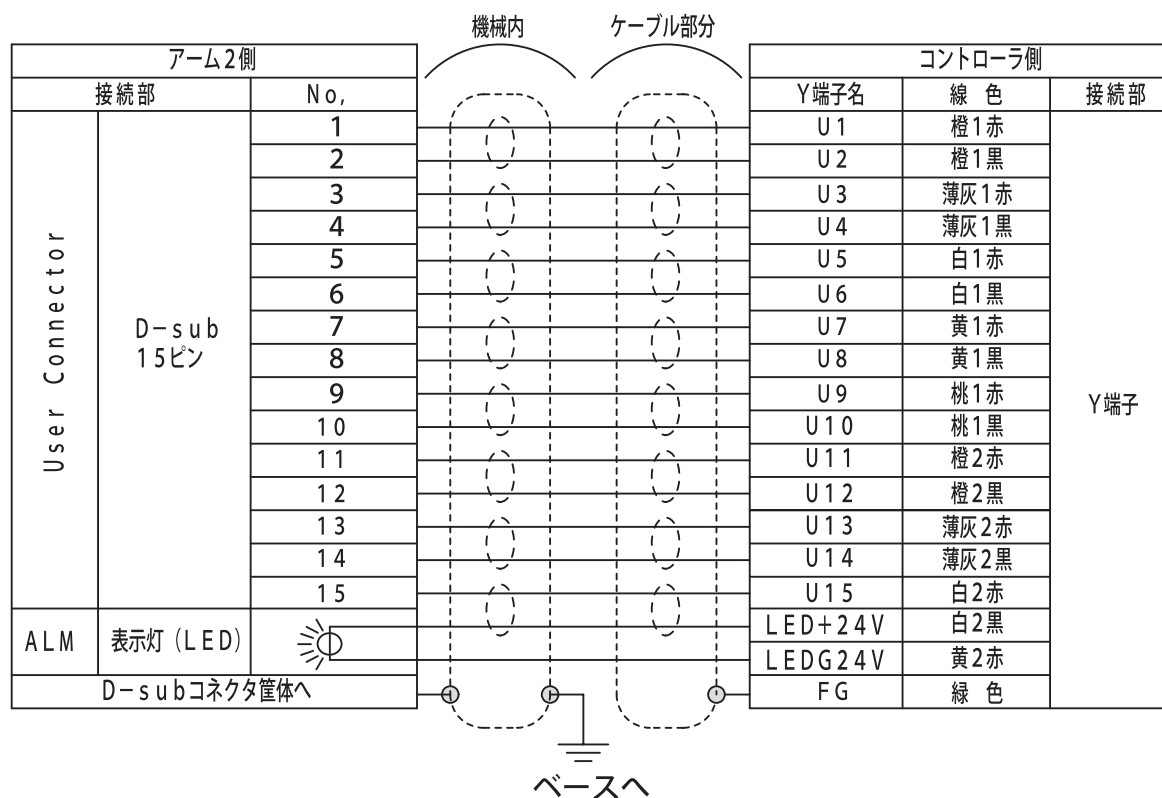 機械内 ケーブル部分
アーム2側 コントローラ側
接続部 No, Y端子名 線 色 接続部
1 U1 橙1赤
2 U2 橙1黒
3 U3 薄灰1赤
4 U4 薄灰1黒
5 U5 白1赤
6 U6 白1黒
7 U7 黄1赤
8 U8 黄1黒
9 U9 桃1赤
10 U10 桃1黒
11 U11 橙2赤
12 U12 橙2黒
13 U13 薄灰2赤
14 U14 薄灰2黒
15 U15 白2赤
User Connector
D-sub
15ピン
Y端子
ALM 表示灯(LED) LED+24V 白2黒
LEDG24V 黄2赤
D-subコネクタ筐体へ FG 緑 色
ベースへ